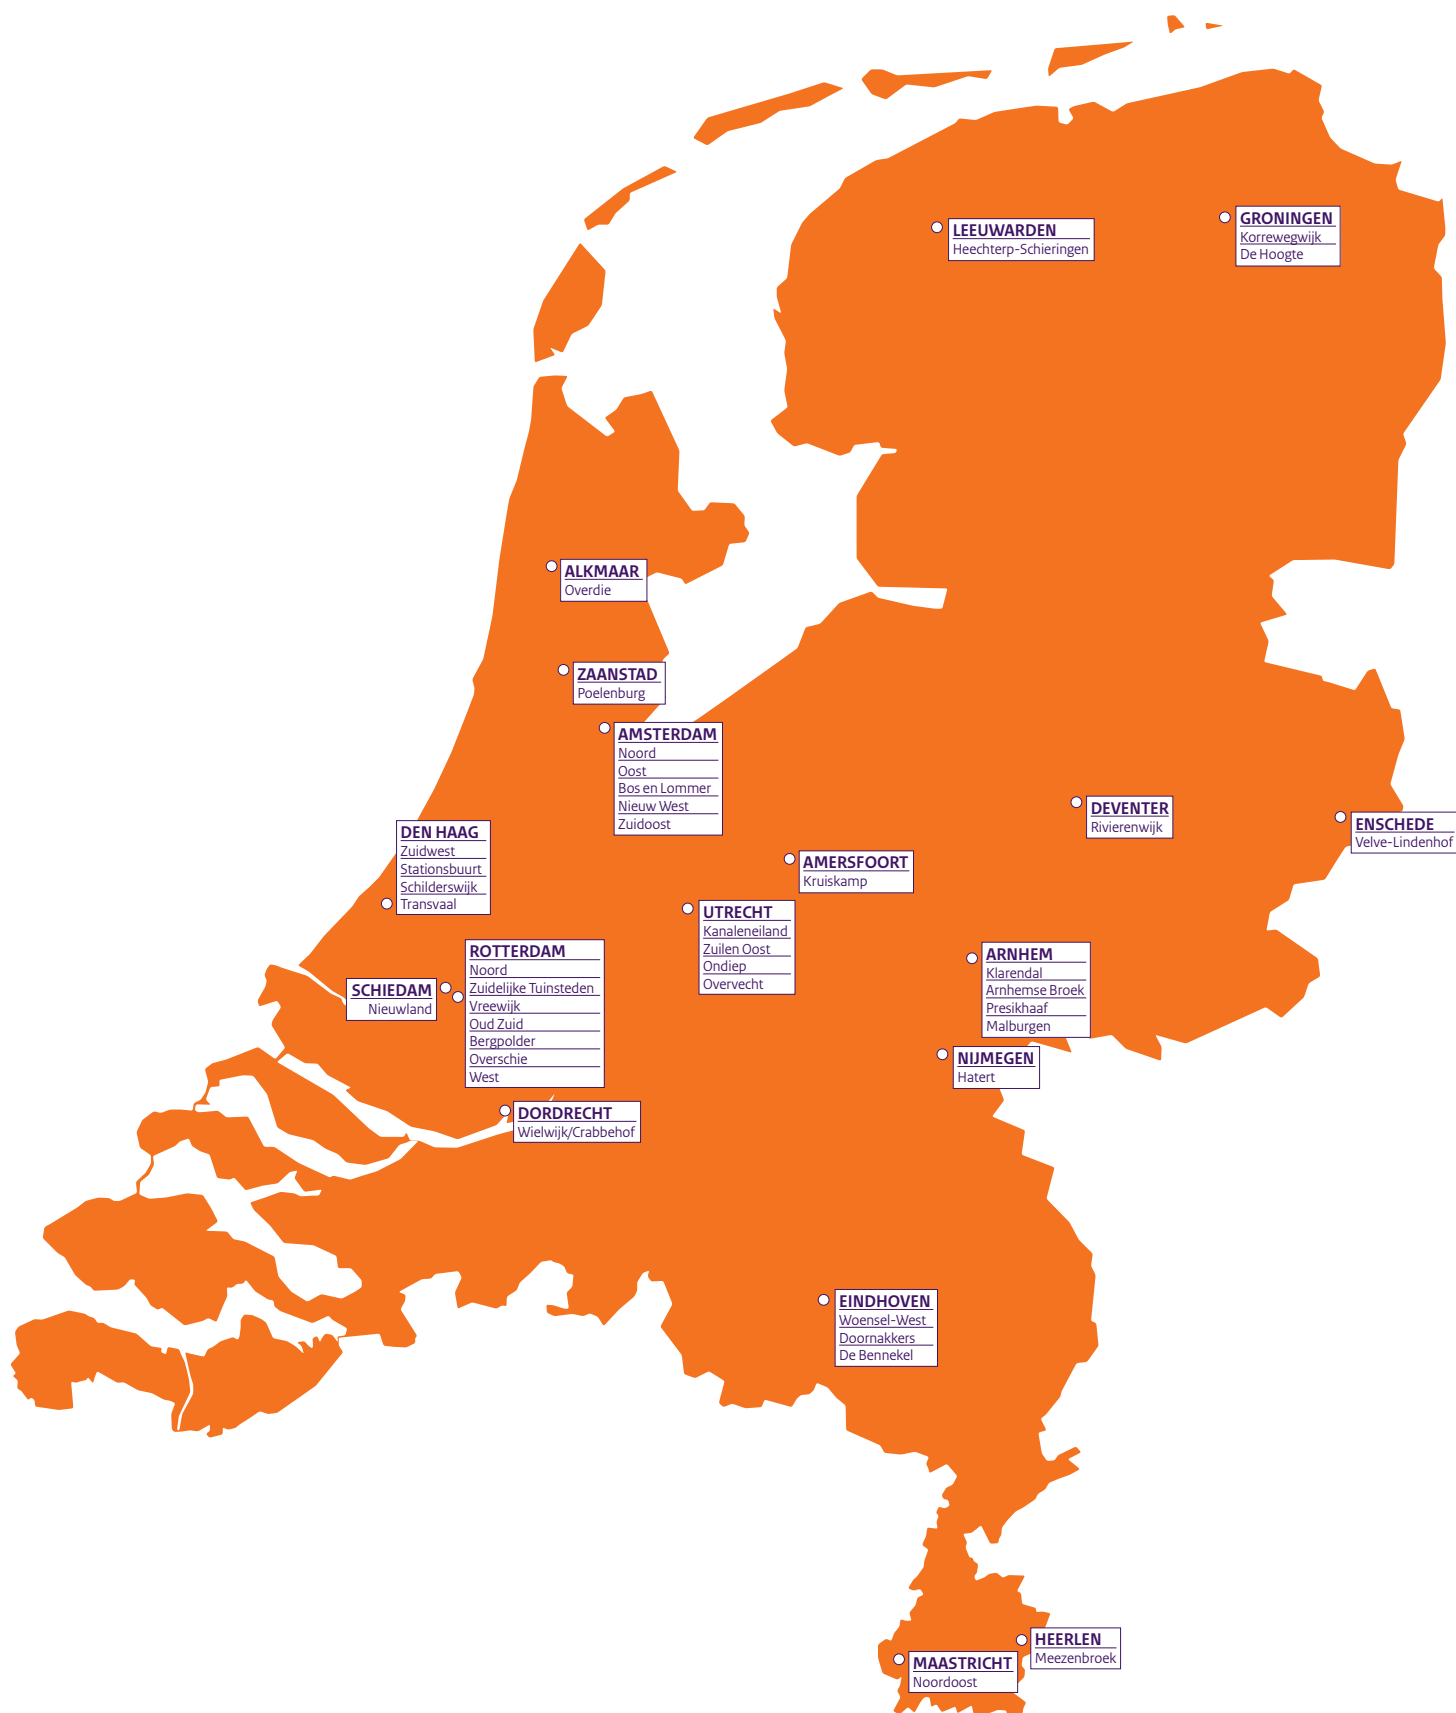 GRONINGEN
Korrewegwijk
De Hoogte
LEEUWARDEN
Heechterp-Schieringen
ALKMAAR
Overdie
ZAANSTAD
Poelenburg
AMSTERDAM
Noord
Oost
Bos en Lommer
Nieuw West
Zuidoost
DEVENTER
Rivierenwijk
ENSCHEDE
Velve-Lindenhof
DEN HAAG
Zuidwest
Stationsbuurt
Schilderswijk
Transvaal
AMERSFOORT
Kruiskamp
UTRECHT
Kanaleneiland
Zuilen Oost
Ondiep
Overvecht
ROTTERDAM
Noord
Zuidelijke Tuinsteden
Vreewijk
Oud Zuid
Bergpolder
Overschie
West
ARNHEM
Klarendal
Arnhemse Broek
Presikhaaf
Malburgen
SCHIEDAM
Nieuwland
NIJMEGEN
Hatert
DORDRECHT
Wielwijk/Crabbehof
EINDHOVEN
Woensel-West
Doornakkers
De Bennekel
HEERLEN
Meezenbroek
MAASTRICHT
Noordoost